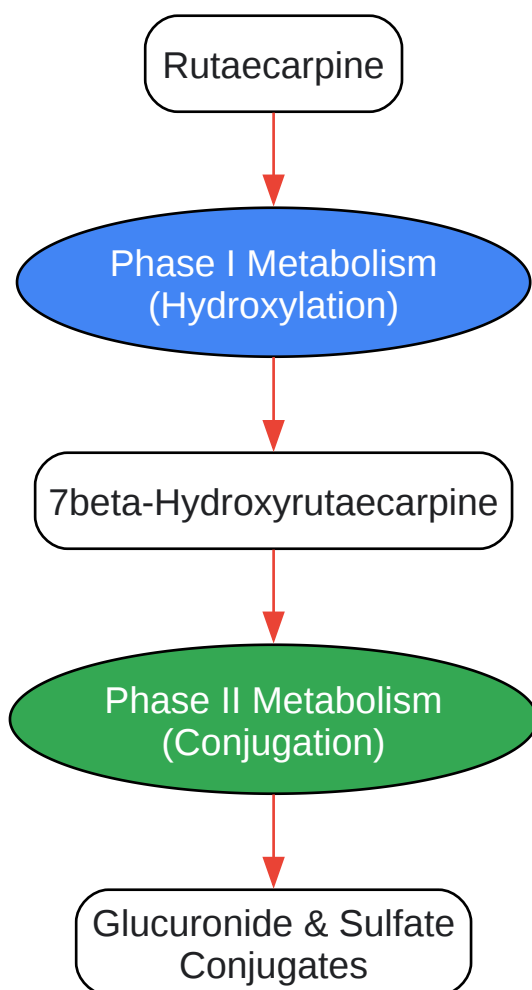 Rutaecarpine
Phase I Metabolism
(Hydroxylation)
7beta-Hydroxyrutaecarpine
Phase II Metabolism
(Conjugation)
Glucuronide & Sulfate
Conjugates